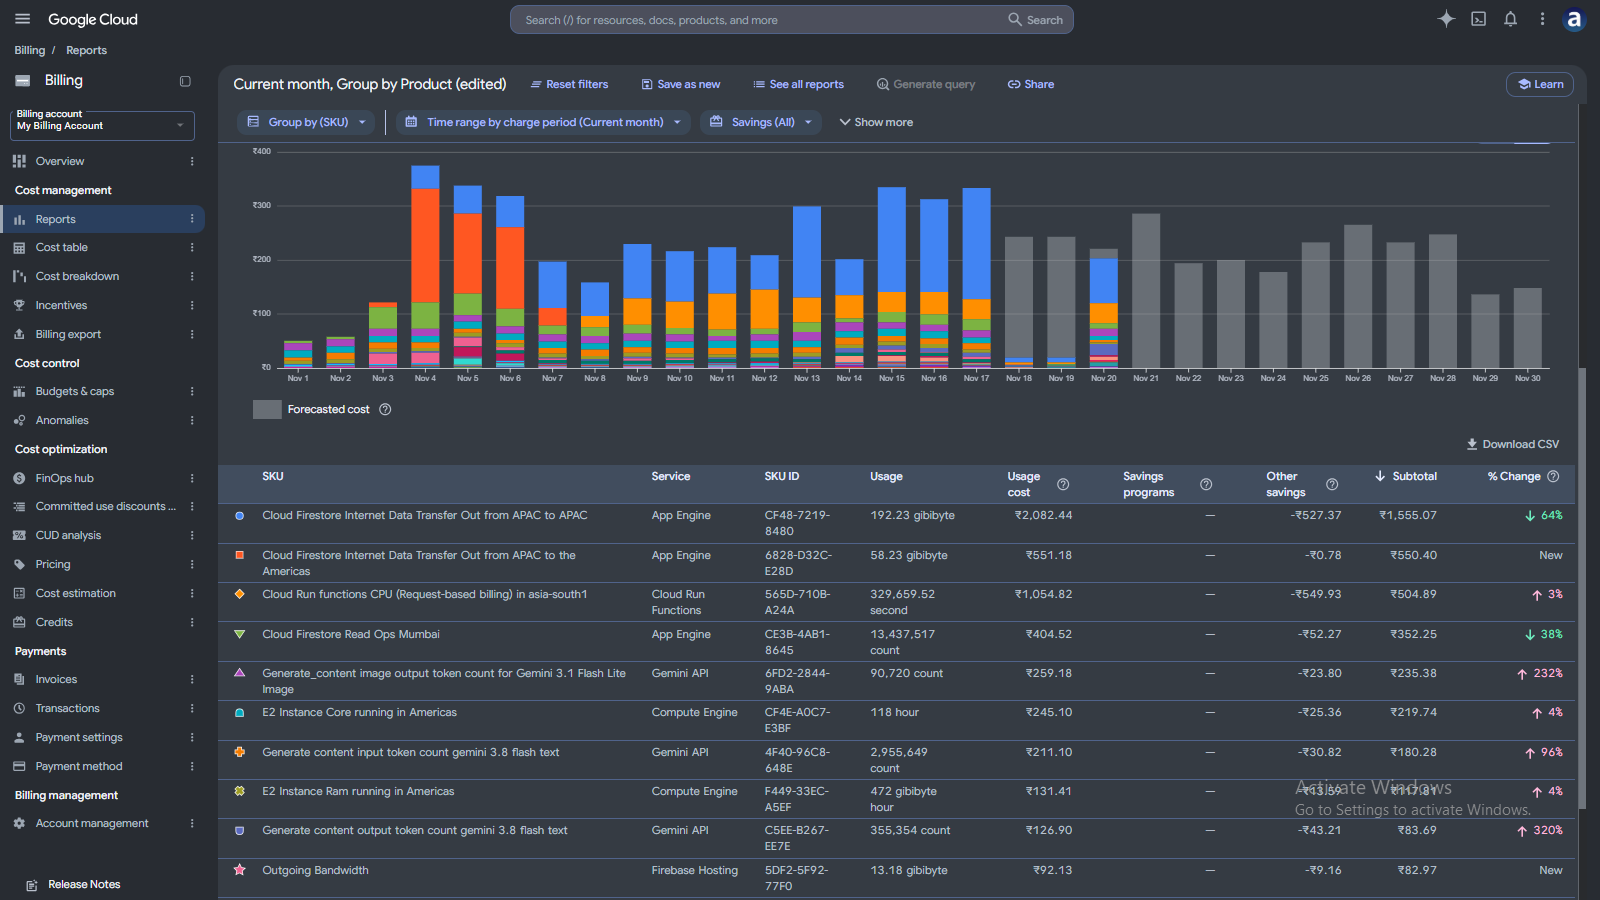 Google Cloud
Search (/) for resources, docs, products, and more
Search
a
Billing / Reports
Billing
Billing account
My Billing Account
Overview
Cost management
Reports
Cost table
Cost breakdown
Incentives
Billing export
Cost control
Budgets & caps
Anomalies
Cost optimization
FinOps hub
Committed use discounts ...
CUD analysis
Pricing
Cost estimation
Credits
Payments
Invoices
Transactions
Payment settings
Payment method
Billing management
Account management
Release Notes
Current month, Group by Product (edited)
Reset filters
Save as new
See all reports
Generate query
Share
Learn
Group by (SKU)
Time range by charge period (Current month)
Savings (All)
Show more
₹400
₹300
₹200
₹100
₹0
Nov 1 Nov 2 Nov 3 Nov 4 Nov 5 Nov 6 Nov 7 Nov 8 Nov 9 Nov 10 Nov 11 Nov 12 Nov 13 Nov 14 Nov 15 Nov 16 Nov 17 Nov 18 Nov 19 Nov 20 Nov 21 Nov 22 Nov 23 Nov 24 Nov 25 Nov 26 Nov 27 Nov 28 Nov 29 Nov 30
Forecasted cost
Download CSV
SKU Service SKU ID Usage Usage cost Savings programs Other savings Subtotal % Change
Cloud Firestore Internet Data Transfer Out from APAC to APAC App Engine CF48-7219-8480 192.23 gibibyte ₹2,082.44 — -₹527.37 ₹1,555.07 64%
Cloud Firestore Internet Data Transfer Out from APAC to the Americas App Engine 6828-D32C-E28D 58.23 gibibyte ₹551.18 — -₹0.78 ₹550.40 New
Cloud Run functions CPU (Request-based billing) in asia-south1 Cloud Run Functions 565D-710B-A24A 329,659.52 second ₹1,054.82 — -₹549.93 ₹504.89 3%
Cloud Firestore Read Ops Mumbai App Engine CE3B-4AB1-8645 13,437,517 count ₹404.52 — -₹52.27 ₹352.25 38%
Generate_content image output token count for Gemini 3.1 Flash Lite Image Gemini API 6FD2-2844-9ABA 90,720 count ₹259.18 — -₹23.80 ₹235.38 232%
E2 Instance Core running in Americas Compute Engine CF4E-A0C7-E3BF 118 hour ₹245.10 — -₹25.36 ₹219.74 4%
Generate content input token count gemini 3.8 flash text Gemini API 4F40-96C8-648E 2,955,649 count ₹211.10 — -₹30.82 ₹180.28 96%
E2 Instance Ram running in Americas Compute Engine F449-33EC-A5EF 472 gibibyte hour ₹131.41 — -₹13.59 ₹117.81 4%
Generate content output token count gemini 3.8 flash text Gemini API C5EE-B267-EE7E 355,354 count ₹126.90 — -₹43.21 ₹83.69 320%
Outgoing Bandwidth Firebase Hosting 5DF2-5F92-77F0 13.18 gibibyte ₹92.13 — -₹9.16 ₹82.97 New
Activate Windows
Go to Settings to activate Windows.